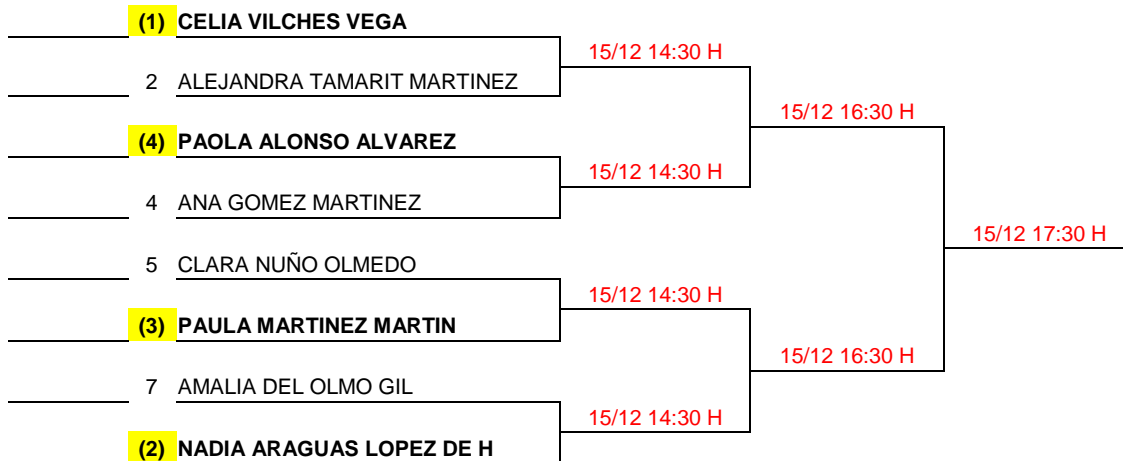 (1) CELIA VILCHES VEGA
15/12 14:30 H
2 ALEJANDRA TAMARIT MARTINEZ
15/12 16:30 H
(4) PAOLA ALONSO ALVAREZ
15/12 14:30 H
4 ANA GOMEZ MARTINEZ
15/12 17:30 H
5 CLARA NUÑO OLMEDO
15/12 14:30 H
(3) PAULA MARTINEZ MARTIN
15/12 16:30 H
7 AMALIA DEL OLMO GIL
15/12 14:30 H
(2) NADIA ARAGUAS LOPEZ DE H